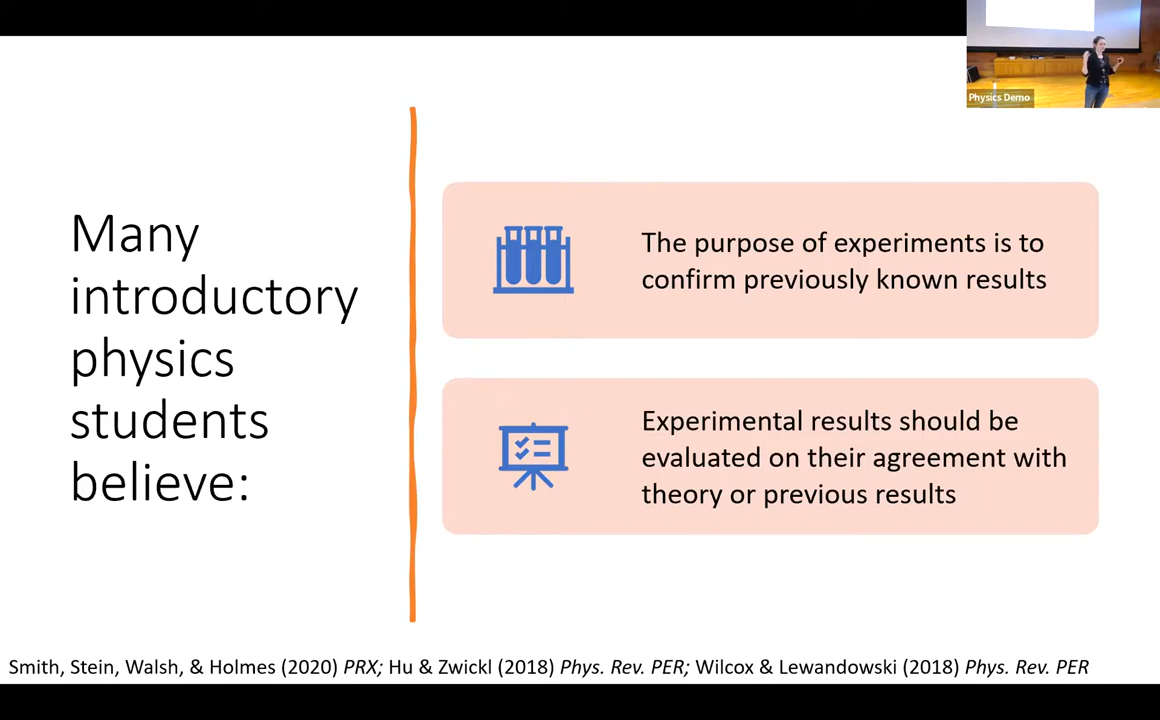 Physics Demo
Many
introductory
physics
students
believe:
The purpose of experiments is to
confirm previously known results
Experimental results should be
evaluated on their agreement with
theory or previous results
Smith, Stein, Walsh, & Holmes (2020) PRX; Hu & Zwickl (2018) Phys. Rev. PER; Wilcox & Lewandowski (2018) Phys. Rev. PER